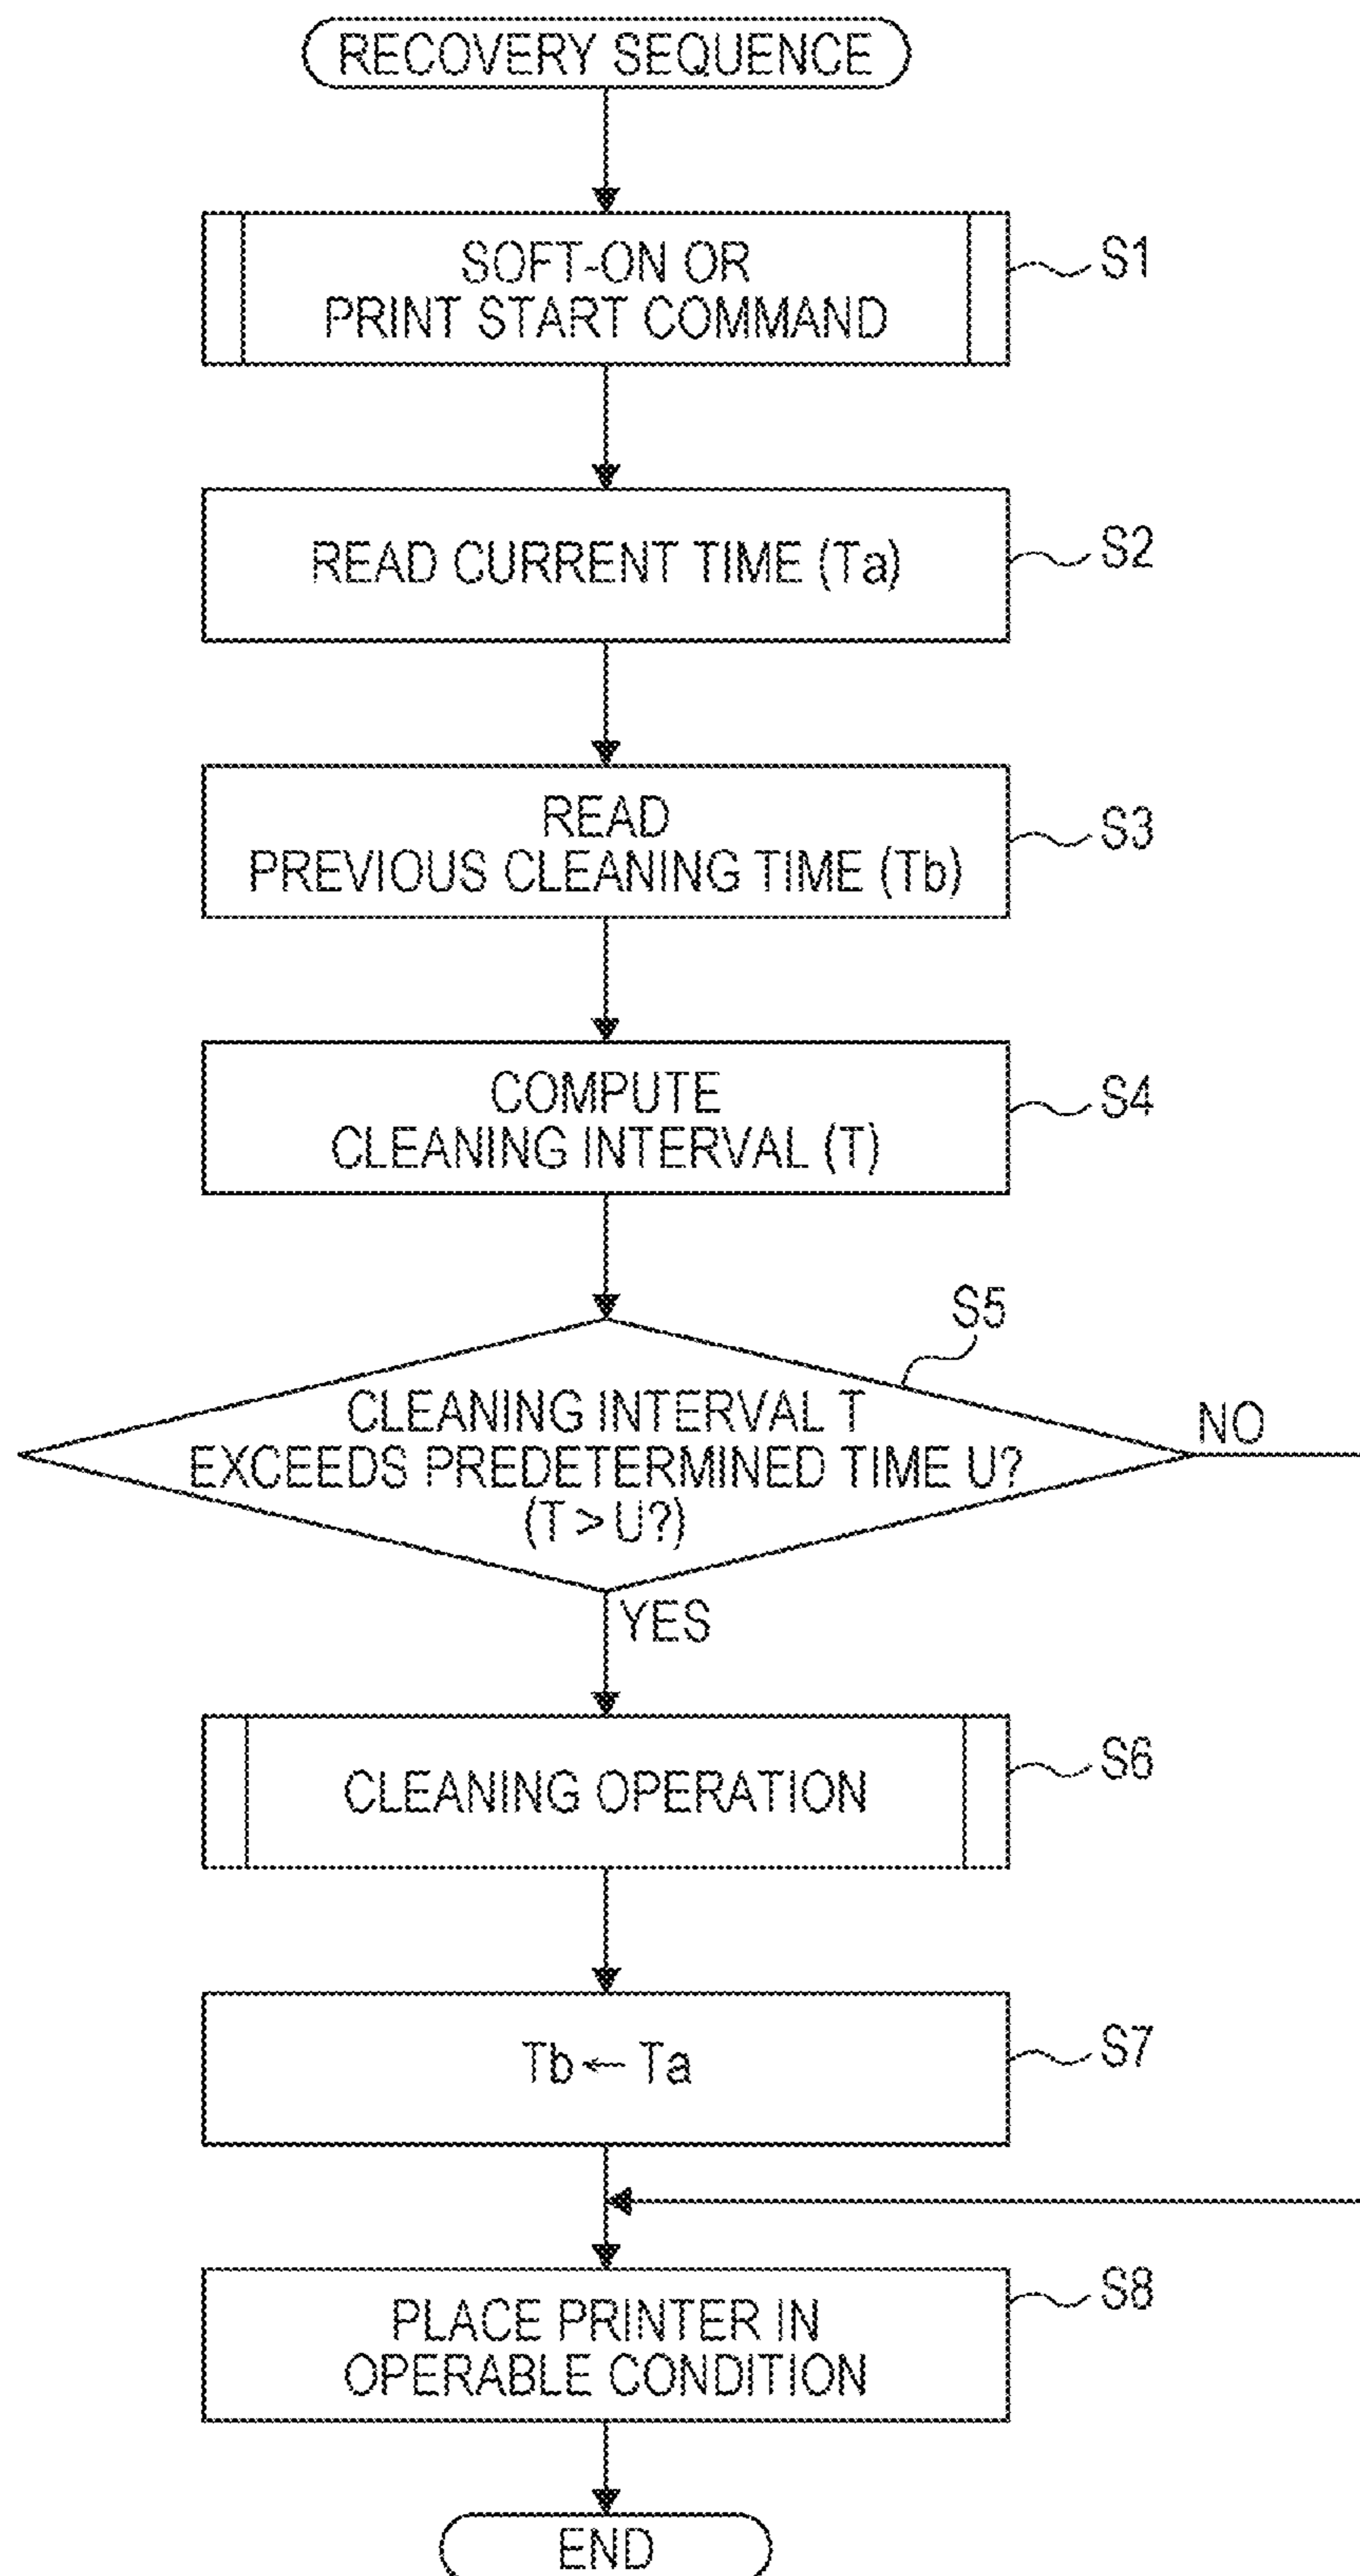 RECOVERY SEQUENCE
SOFT-ON OR
PRINT START COMMAND
S1
READ CURRENT TIME (Ta)
S2
READ
PREVIOUS CLEANING TIME (Tb)
S3
COMPUTE
CLEANING INTERVAL (T)
S4
S5
CLEANING INTERVAL T
EXCEEDS PREDETERMINED TIME U?
(T > U?)
NO
YES
CLEANING OPERATION
S6
Tb ← Ta
S7
PLACE PRINTER IN
OPERABLE CONDITION
S8
END